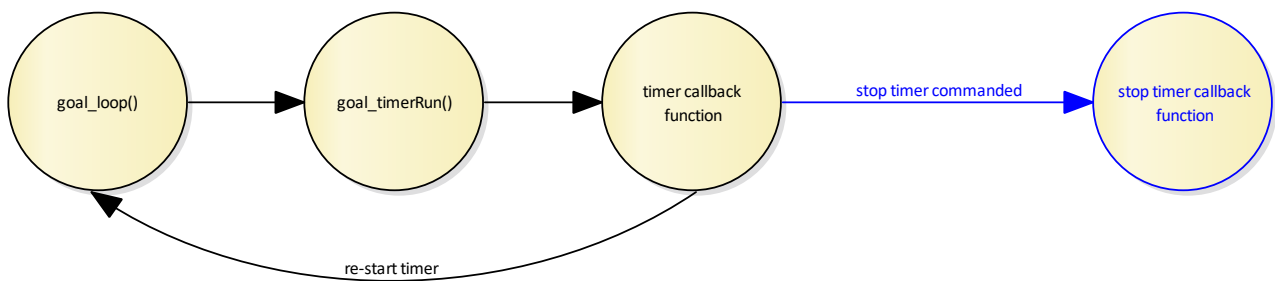 goal_loop()
goal_timerRun()
timer callback
function
stop timer commanded
stop timer callback
function
re-start timer